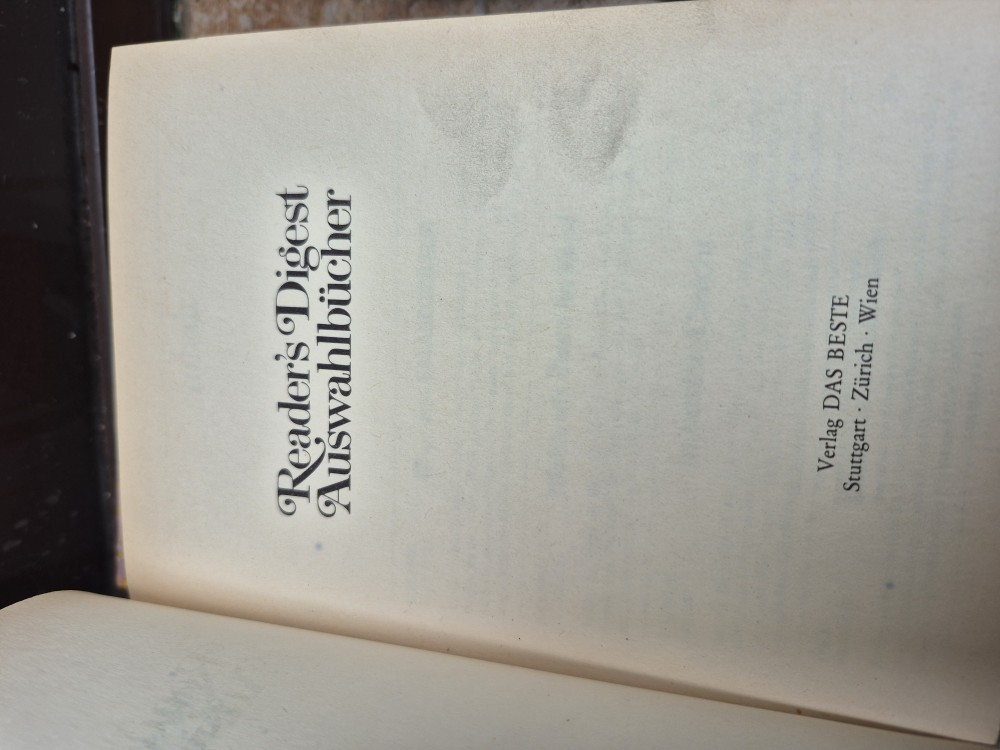 Reader's Digest
Auswahlbücher
Verlag DAS BESTE
Stuttgart · Zürich · Wien